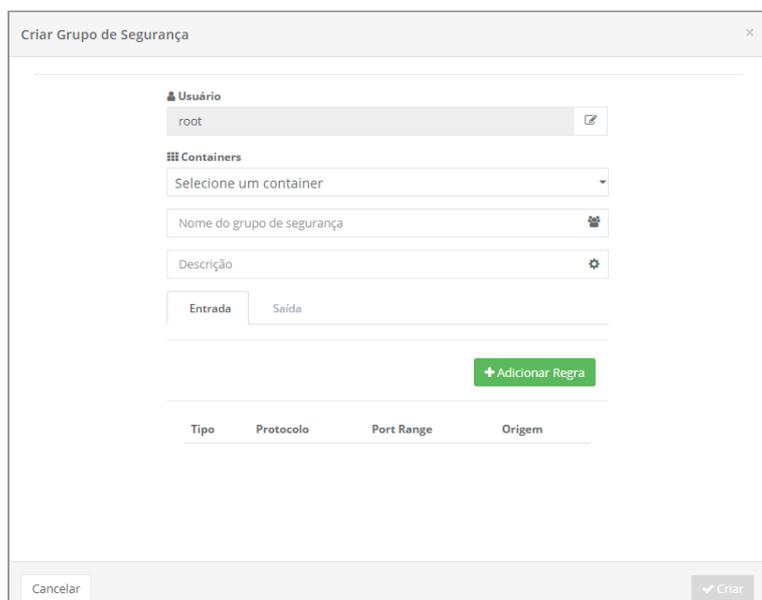 Criar Grupo de Segurança ×
Usuário
root
Containers
Selecione um container
Nome do grupo de segurança
Descrição
Entrada Saída
Adicionar Regra
Tipo Protocolo Port Range Origem
Cancelar Criar